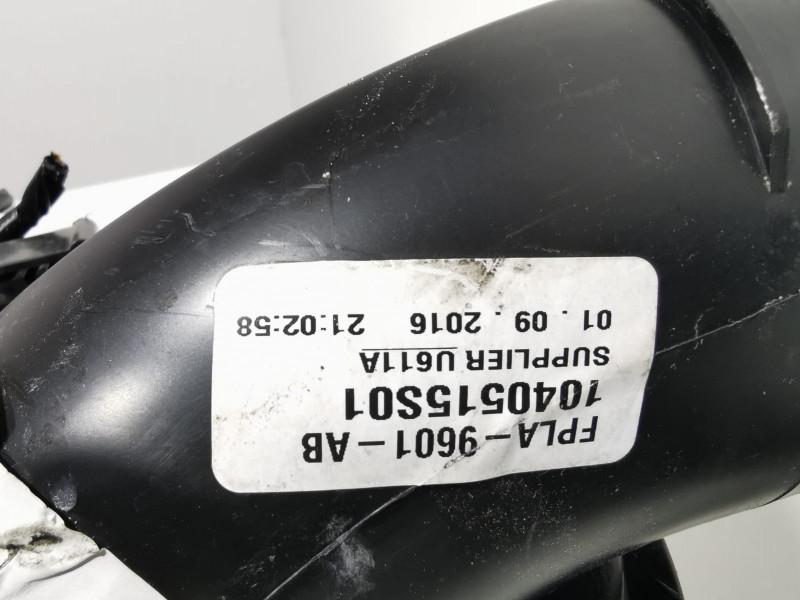 FPLA-9601-AB
1040515S01
SUPPLIER U611A
01 . 09 . 2016 21:02:58